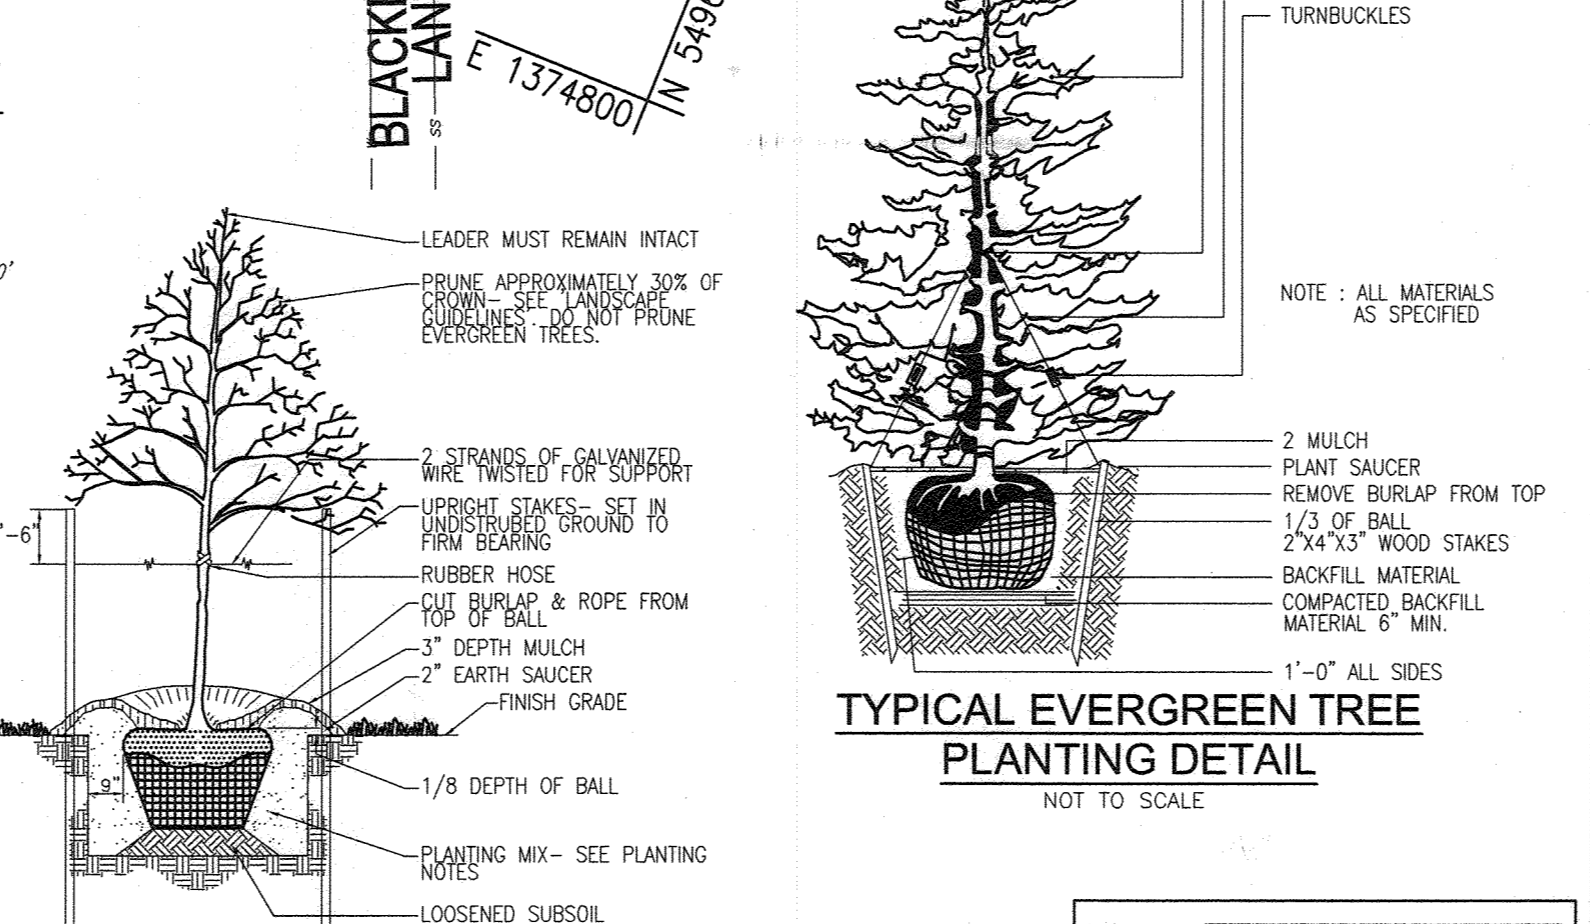 BLACKI
LAN
SS
E 1374800
N 5496
TURNBUCKLES
0'
LEADER MUST REMAIN INTACT
PRUNE APPROXIMATELY 30% OF
CROWN– SEE 'LANDSCAPE
GUIDELINES'. DO NOT PRUNE
EVERGREEN TREES.
2 STRANDS OF GALVANIZED
WIRE TWISTED FOR SUPPORT
UPRIGHT STAKES– SET IN
UNDISTRUBED GROUND TO
FIRM BEARING
'–6"
RUBBER HOSE
CUT BURLAP & ROPE FROM
TOP OF BALL
3" DEPTH MULCH
2" EARTH SAUCER
FINISH GRADE
9"
1/8 DEPTH OF BALL
PLANTING MIX– SEE PLANTING
NOTES
LOOSENED SUBSOIL
NOTE : ALL MATERIALS
AS SPECIFIED
2 MULCH
PLANT SAUCER
REMOVE BURLAP FROM TOP
1/3 OF BALL
2"X4"X3" WOOD STAKES
BACKFILL MATERIAL
COMPACTED BACKFILL
MATERIAL 6" MIN.
1'–0" ALL SIDES
TYPICAL EVERGREEN TREE
PLANTING DETAIL
NOT TO SCALE